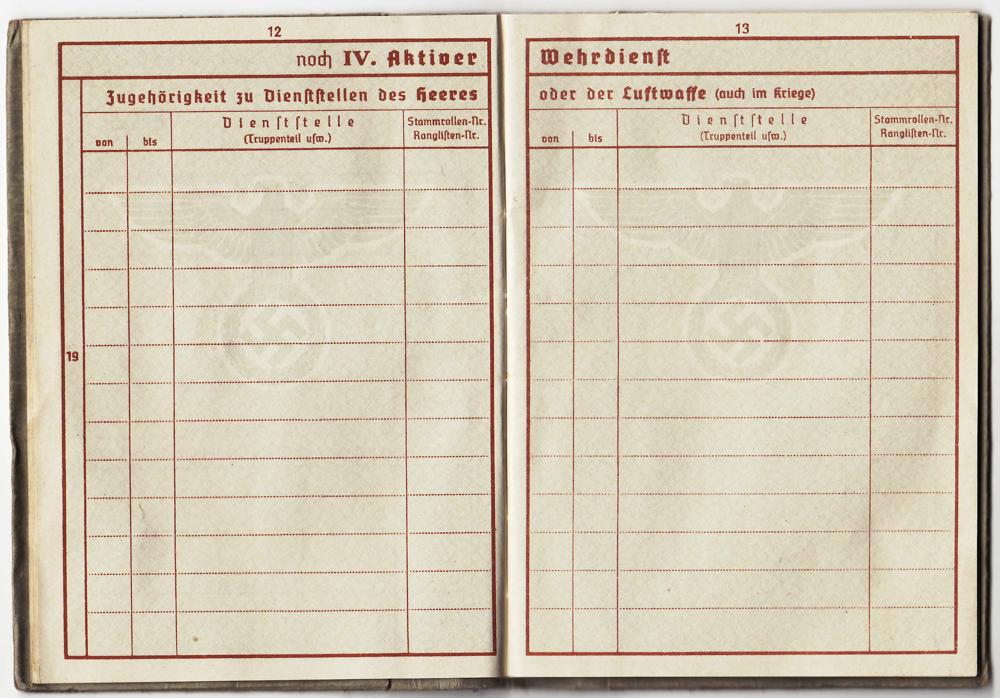 12
noch IV. Aktiver
Zugehörigkeit zu Dienststellen des Heeres
von
bis
Dienststelle
(Truppenteil usw.)
Stammrollen-Nr.
Ranglisten-Nr.
19
13
Wehrdienst
oder der Luftwaffe (auch im Kriege)
von
bis
Dienststelle
(Truppenteil usw.)
Stammrollen-Nr.
Ranglisten-Nr.